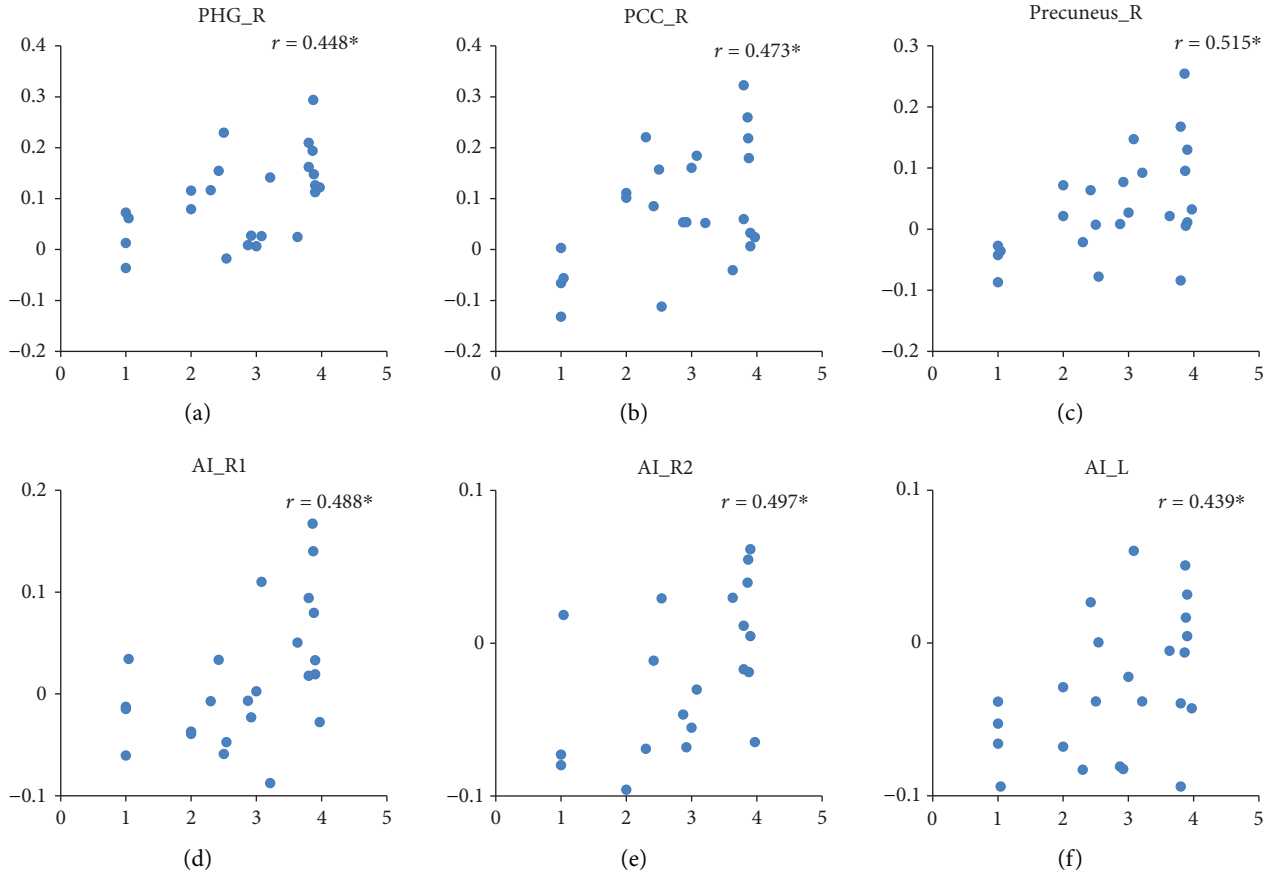 PHG_R
r = 0.448*
0.4
0.3
0.2
0.1
0
−0.1
−0.2
0 1 2 3 4 5
(a)
PCC_R
r = 0.473*
0.4
0.3
0.2
0.1
0
−0.1
−0.2
0 1 2 3 4 5
(b)
Precuneus_R
r = 0.515*
0.3
0.2
0.1
0
−0.1
−0.2
0 1 2 3 4 5
(c)
AI_R1
r = 0.488*
0.2
0.1
0
−0.1
0 1 2 3 4 5
(d)
AI_R2
r = 0.497*
0.1
0
−0.1
0 1 2 3 4 5
(e)
AI_L
r = 0.439*
0.1
0
−0.1
0 1 2 3 4 5
(f)